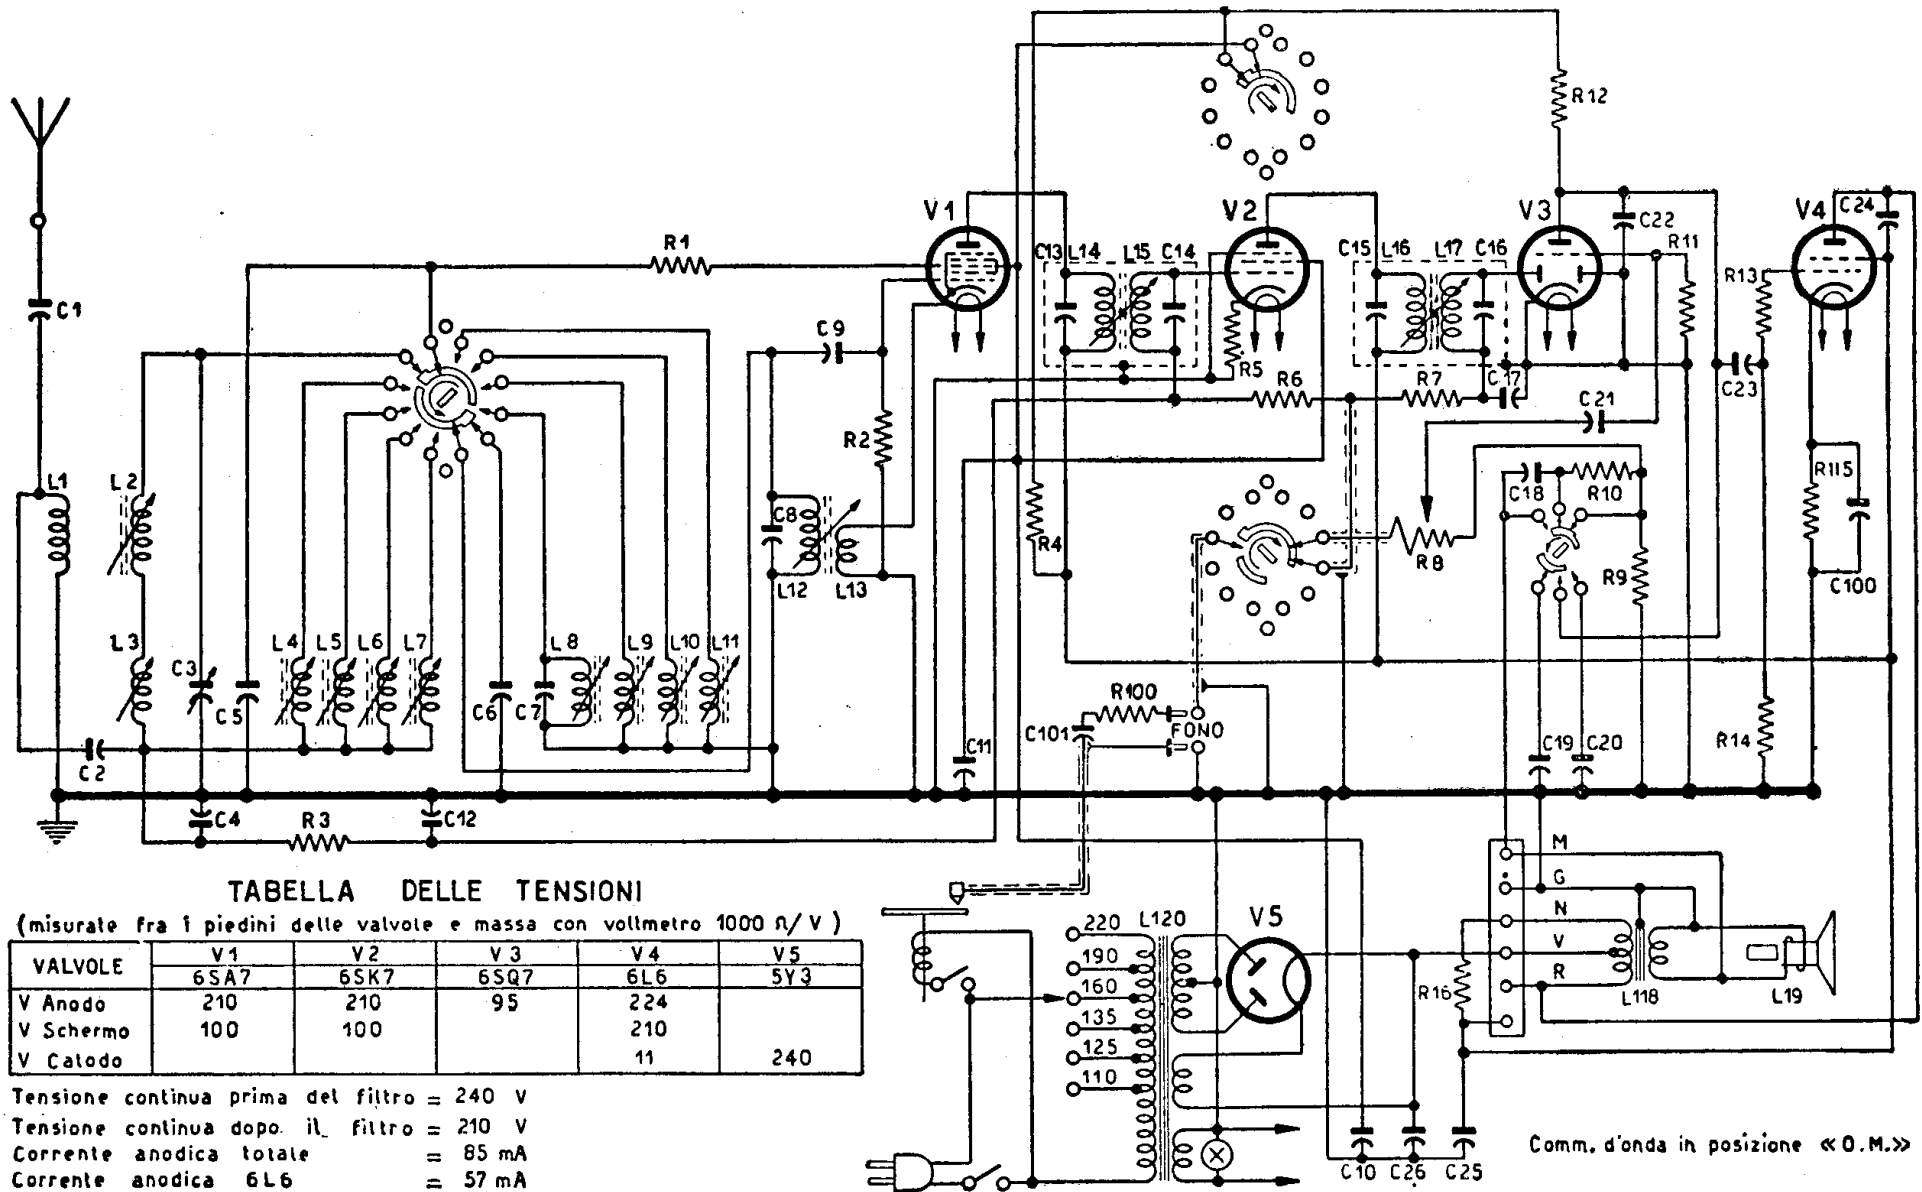 R12
V1
V2
V3
V4
C24
C22
R1
R11
C13 L14 L15 C14
C15 L16 L17 C16
R13
C1
C9
R5
R6
R7
C17
C23
C21
R2
L1
L2
C8
R4
C18
R10
R115
R8
R9
C100
L12
L13
L3
C3
C5
L4
L5
L6
L7
C6
C7
L8
L9
L10
L11
R100
C101
FONO
C11
C19
C20
R14
C2
C4
R3
C12
M
G
N
V
R
R16
L118
L19
220
190
160
135
125
110
L120
V5
C10
C26
C25
TABELLA DELLE TENSIONI
(misurate fra i piedini delle valvole e massa con voltmetro 1000 Ω/V)
VALVOLE V1 V2 V3 V4 V5
6SA7 6SK7 6SQ7 6L6 5Y3
V Anodo 210 210 95 224
V Schermo 100 100 210
V Catodo 11 240
Tensione continua prima del filtro = 240 V
Tensione continua dopo il filtro = 210 V
Corrente anodica totale = 85 mA
Corrente anodica 6L6 = 57 mA
Comm. d'onda in posizione «O.M.»